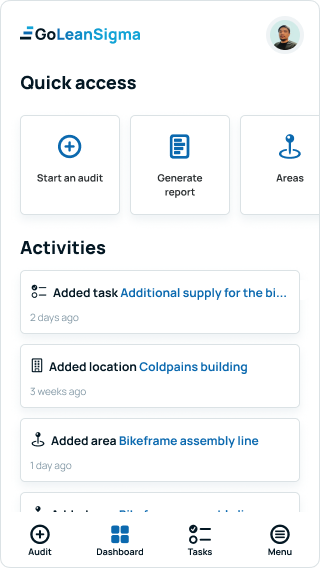 GoLeanSigma
Quick access
Start an audit
Generate
report
Areas
Activities
Added task Additional supply for the bi...
2 days ago
Added location Coldpains building
3 weeks ago
Added area Bikeframe assembly line
1 day ago
Audit
Dashboard
Tasks
Menu